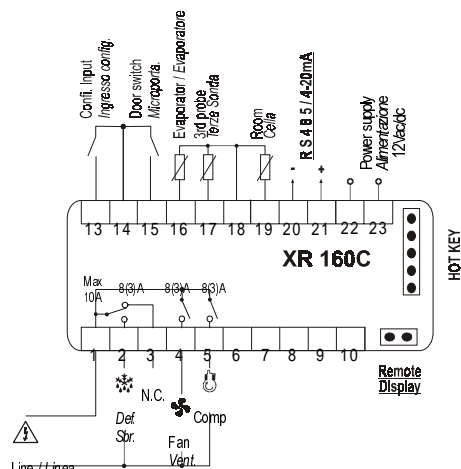 Confi. Input
Ingresso config.
Door switch
Microporta.
Evaporator / Evaporatore
3rd probe
Terza Sonda
Room
Cella
RS485/4-20mA
- +
Power supply
Alimentazione
12Vac/dc
13 14 15 16 17 18 19 20 21 22 23
XR 160C
HOT KEY
Max
10A
8(3)A 8(3)A 8(3)A
1 2 3 4 5 6 7 8 9 10
Remote
Display
N.C.
Def.
Sbr.
Comp
Fan
Vent.
Line / Linea